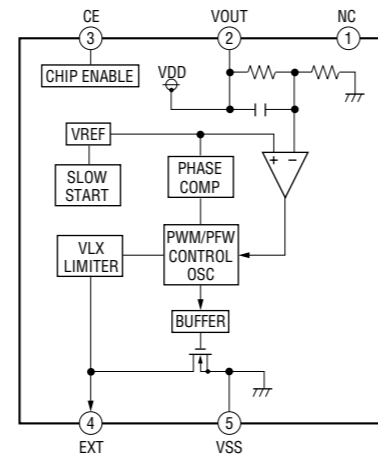 CE
VOUT
NC
3
2
1
CHIP ENABLE
VDD
VREF
+ −
SLOW
START
PHASE
COMP
VLX
LIMITER
PWM/PFW
CONTROL
OSC
BUFFER
4
5
EXT
VSS